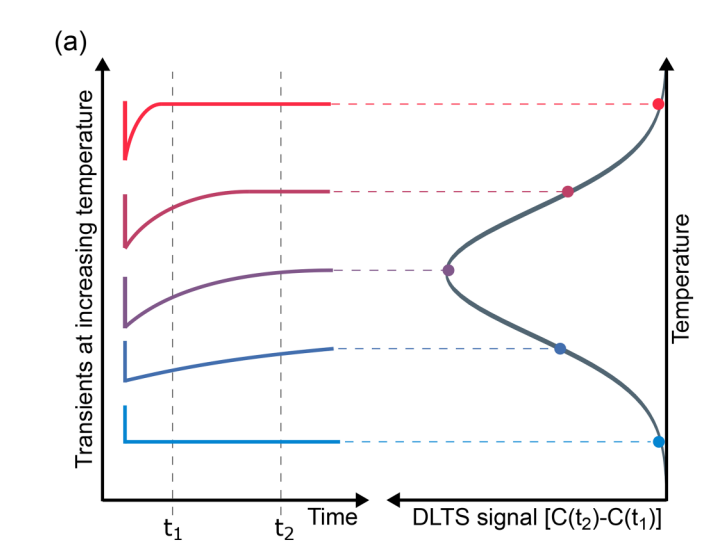 (a)
Transients at increasing temperature
Temperature
t₁
t₂
Time
DLTS signal [C(t₂)-C(t₁)]